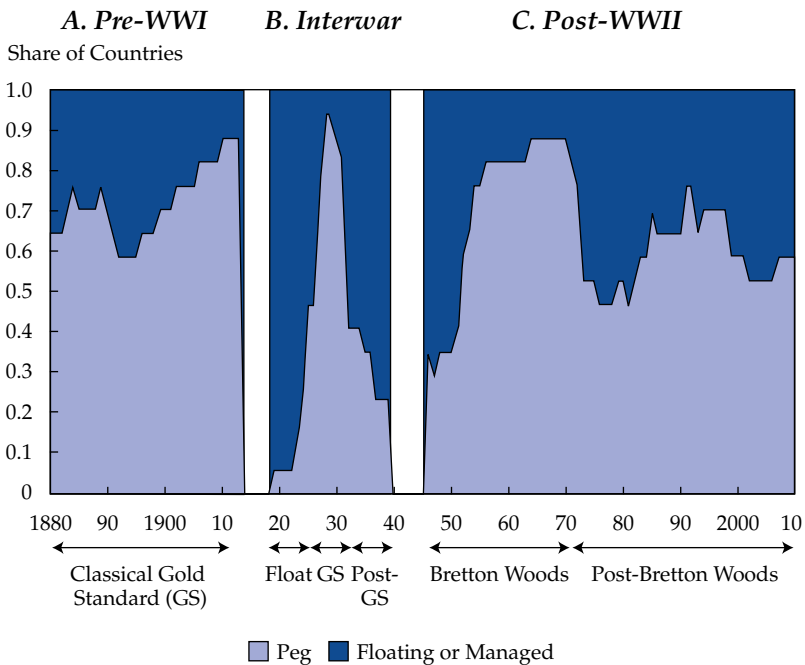 A. Pre-WWI B. Interwar C. Post-WWII
Share of Countries
1.0
0.9
0.8
0.7
0.6
0.5
0.4
0.3
0.2
0.1
0
1880 90 1900 10 20 30 40 50 60 70 80 90 2000 10
Classical Gold Float GS Post- Bretton Woods Post-Bretton Woods
Standard (GS) GS
Peg Floating or Managed